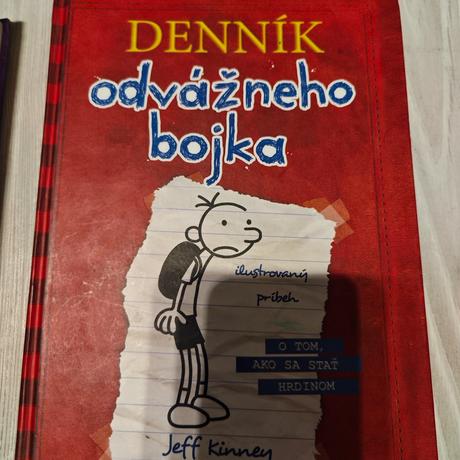 DENNÍK
odvážneho
bojka
ilustrovaný
príbeh
O TOM,
AKO SA STAŤ
HRDINOM
Jeff Kinney